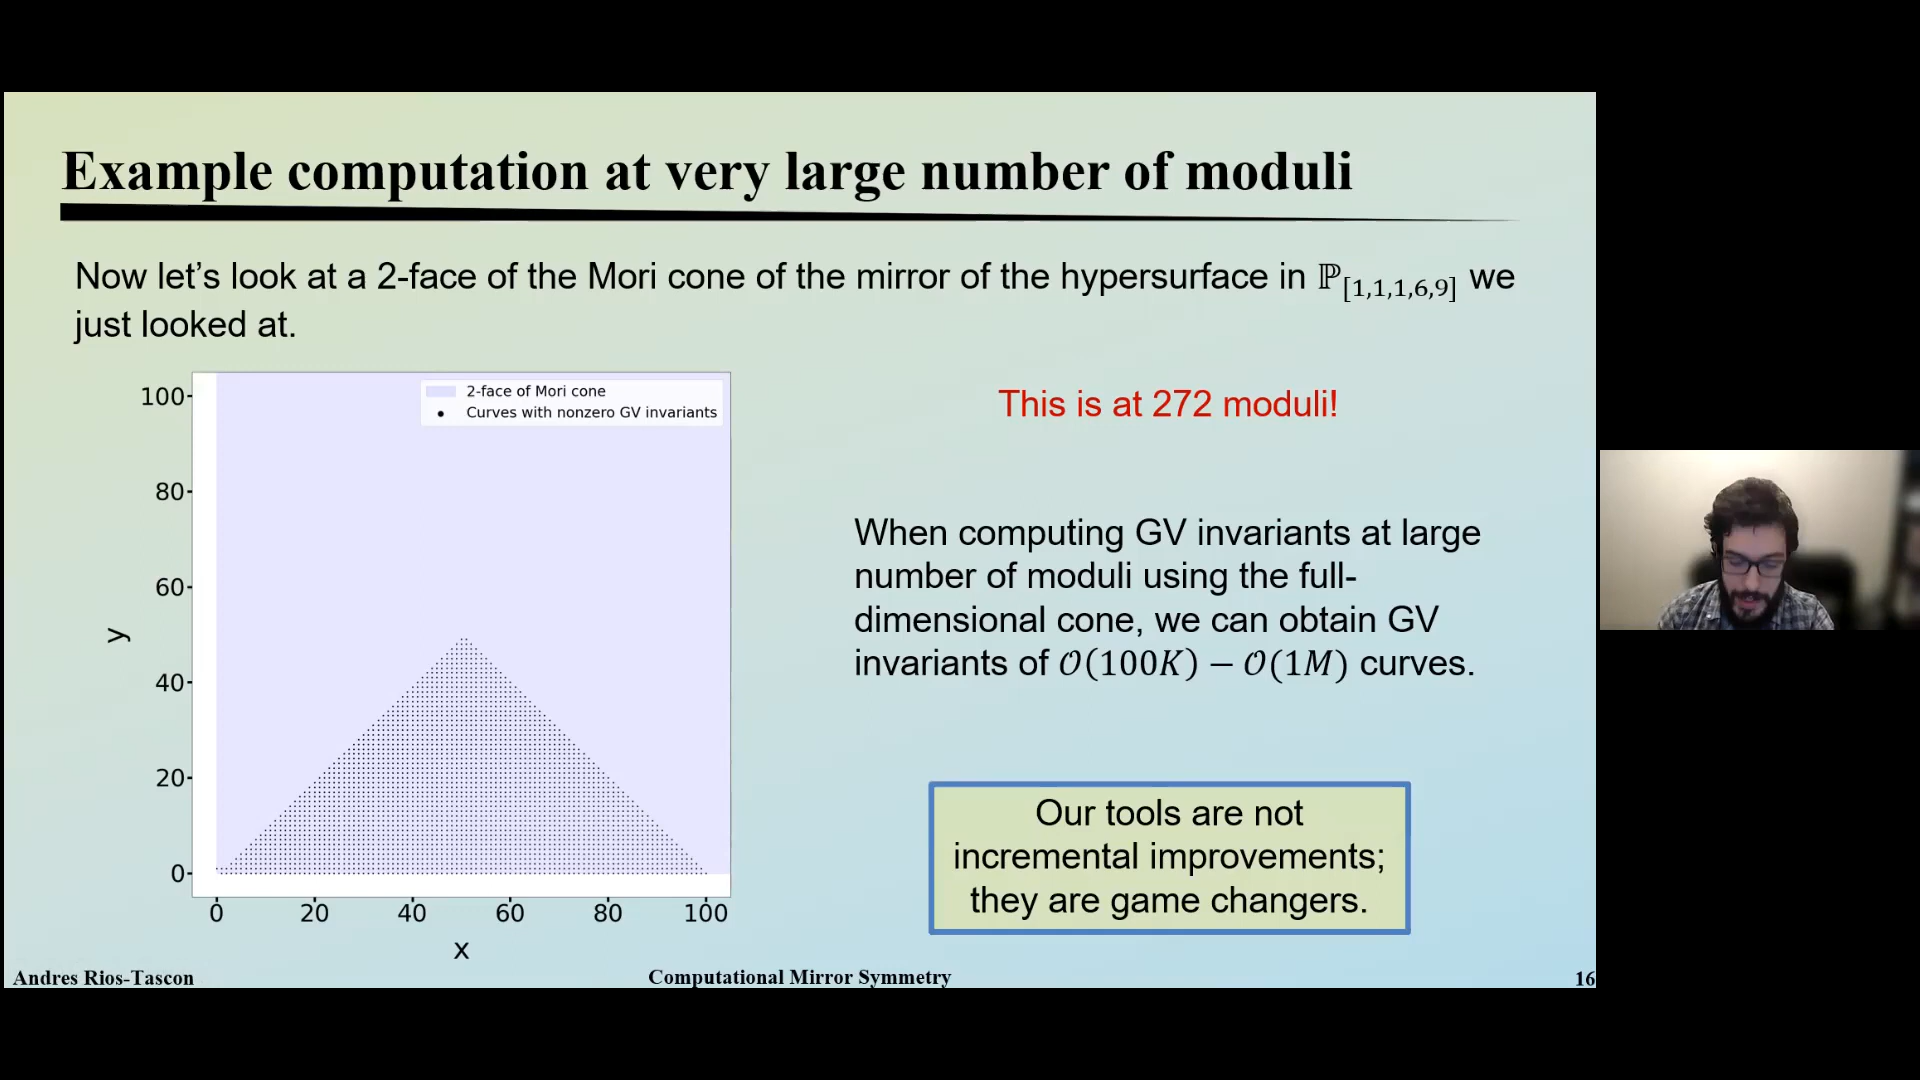 Example computation at very large number of moduli
Now let’s look at a 2-face of the Mori cone of the mirror of the hypersurface in ℙ[1,1,1,6,9] we
just looked at.
2-face of Mori cone
Curves with nonzero GV invariants
100
80
60
40
20
0
y
0 20 40 60 80 100
x
This is at 272 moduli!
When computing GV invariants at large
number of moduli using the full-
dimensional cone, we can obtain GV
invariants of 𝒪(100K) − 𝒪(1M) curves.
Our tools are not
incremental improvements;
they are game changers.
Andres Rios-Tascon
Computational Mirror Symmetry
16